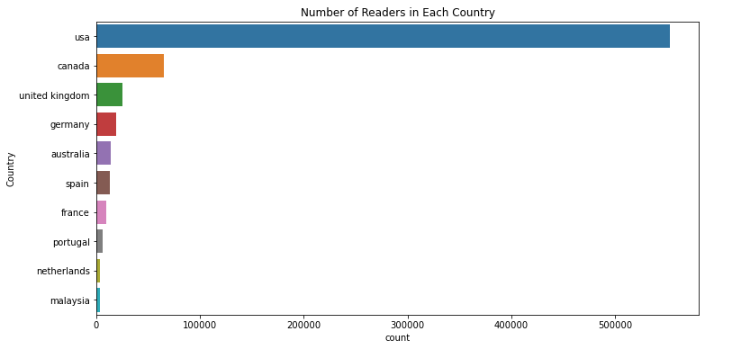 Number of Readers in Each Country
usa
canada
united kingdom
germany
australia
spain
france
portugal
netherlands
malaysia
Country
0 100000 200000 300000 400000 500000
count